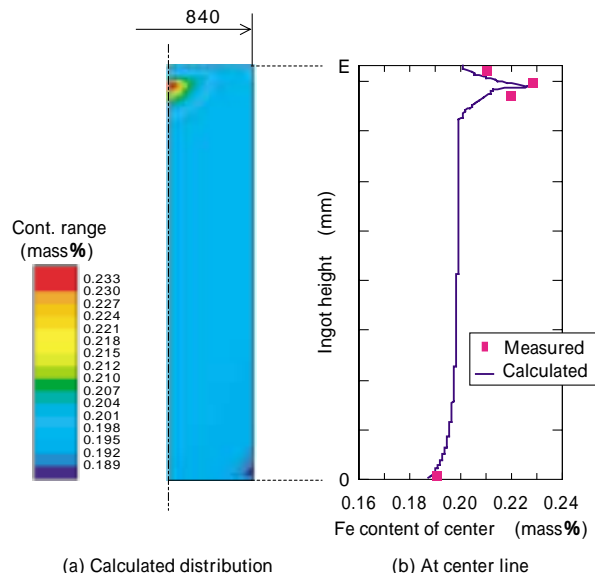 840
Cont. range
(mass%)
0.233
0.230
0.227
0.224
0.221
0.218
0.215
0.212
0.210
0.207
0.204
0.201
0.198
0.195
0.192
0.189
(a) Calculated distribution
E
Ingot height (mm)
0
Measured
Calculated
0.16 0.18 0.20 0.22 0.24
Fe content of center (mass%)
(b) At center line